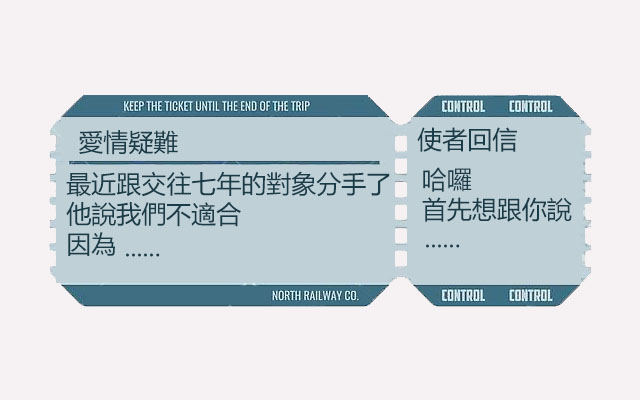 KEEP THE TICKET UNTIL THE END OF THE TRIP
愛情疑難
最近跟交往七年的對象分手了
他說我們不適合
因為 ......
NORTH RAILWAY CO.
CONTROL CONTROL
使者回信
哈囉
首先想跟你說
......
CONTROL CONTROL